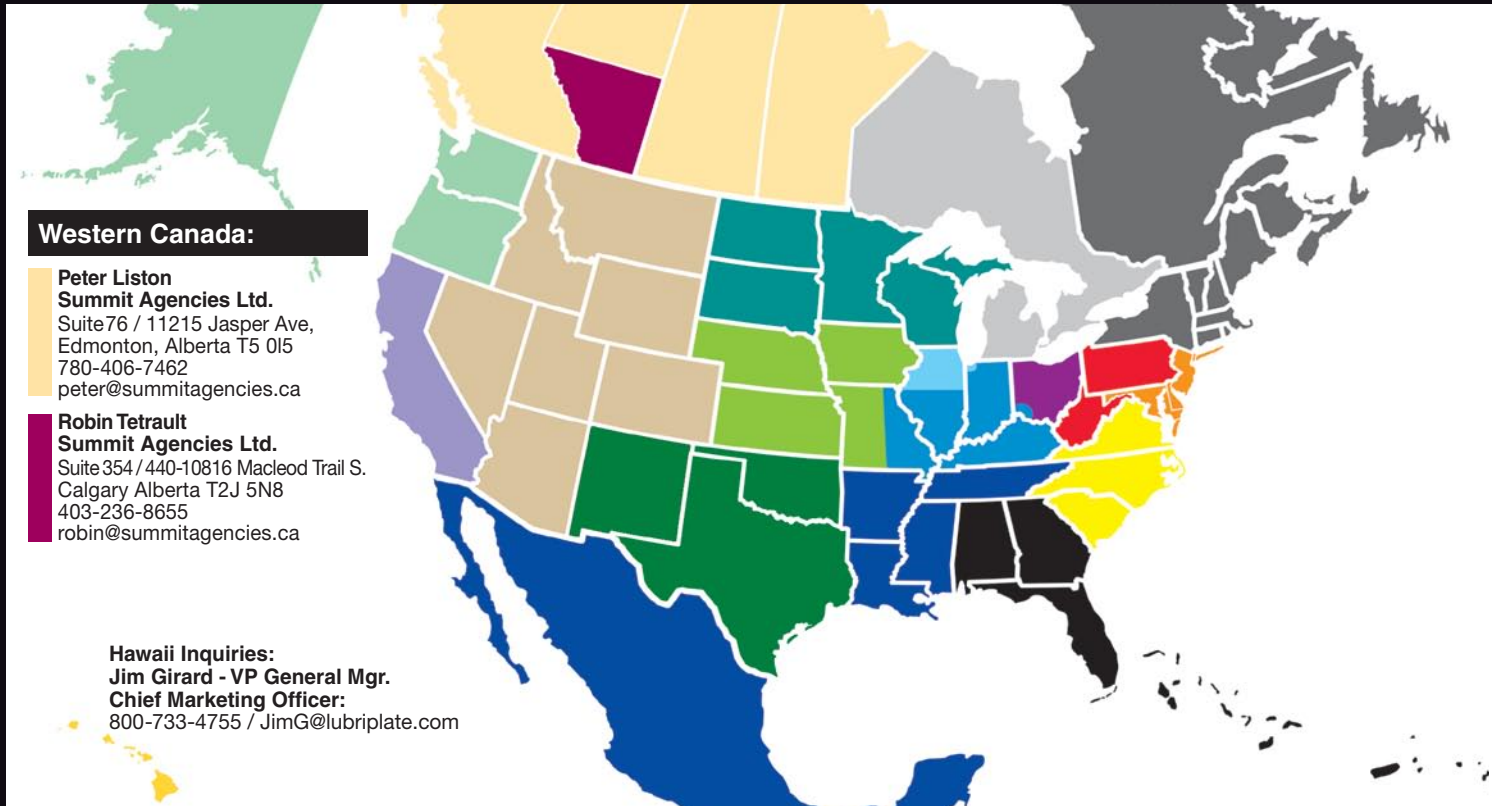 Western Canada:
Peter Liston
Summit Agencies Ltd.
Suite76 / 11215 Jasper Ave,
Edmonton, Alberta T5 0I5
780-406-7462
peter@summitagencies.ca
Robin Tetrault
Summit Agencies Ltd.
Suite 354 / 440-10816 Macleod Trail S.
Calgary Alberta T2J 5N8
403-236-8655
robin@summitagencies.ca
Hawaii Inquiries:
Jim Girard - VP General Mgr.
Chief Marketing Officer:
800-733-4755 / JimG@lubriplate.com